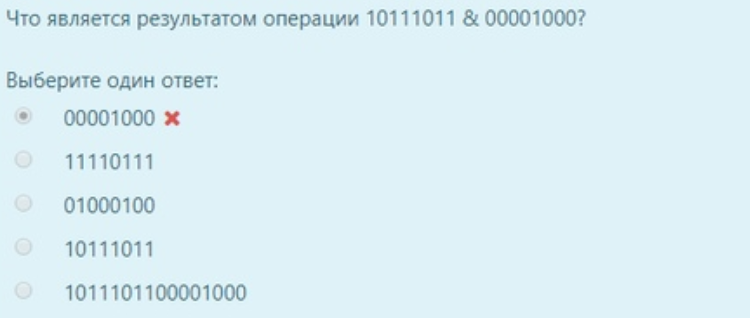 Что является результатом операции 10111011 & 00001000?
Выберите один ответ:
00001000
11110111
01000100
10111011
1011101100001000